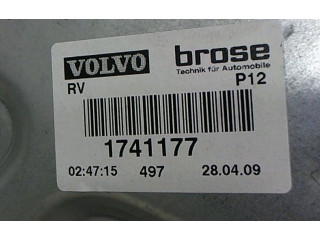 VOLVO brose
Technik für Automobile
RV P12
1741177
02:47:15 497 28.04.09